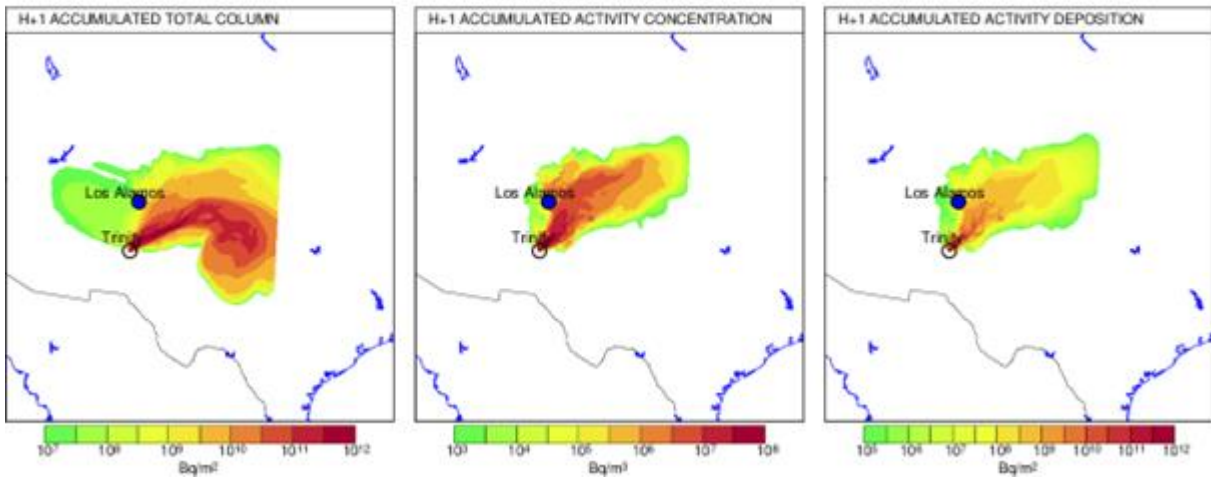 H+1 ACCUMULATED TOTAL COLUMN
Los Alamos
Trinity
10⁷ 10⁸ 10⁹ 10¹⁰ 10¹¹ 10¹²
Bq/m²
H+1 ACCUMULATED ACTIVITY CONCENTRATION
Los Alamos
Trinity
10³ 10⁴ 10⁵ 10⁶ 10⁷ 10⁸
Bq/m³
H+1 ACCUMULATED ACTIVITY DEPOSITION
Los Alamos
Trinity
10⁵ 10⁶ 10⁷ 10⁸ 10⁹ 10¹⁰ 10¹¹ 10¹²
Bq/m²